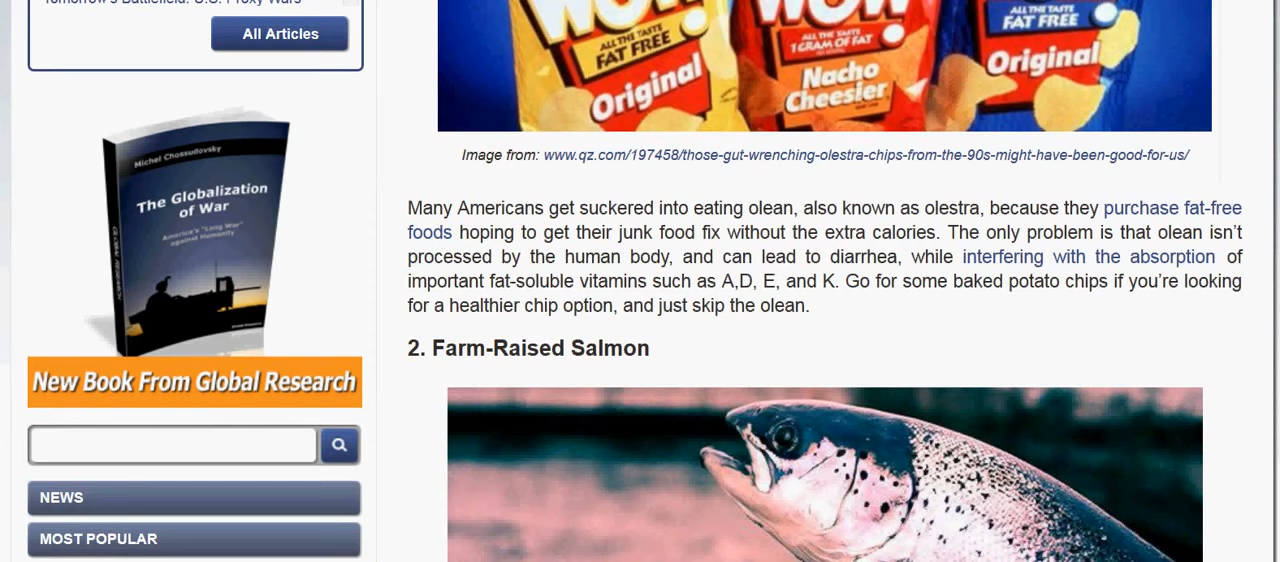 Tomorrow's Battlefield: U.S. Proxy Wars
All Articles
Michel Chossudovsky
The Globalization
of War
America's "Long War"
against Humanity
GLOBAL RESEARCH
New Book From Global Research
NEWS
MOST POPULAR
WOW
ALL THE TASTE
FAT FREE
Original
WOW
ALL THE TASTE
1 GRAM OF FAT
Nacho
Cheesier
ALL THE TASTE
FAT FREE
Original
Image from: www.qz.com/197458/those-gut-wrenching-olestra-chips-from-the-90s-might-have-been-good-for-us/
Many Americans get suckered into eating olean, also known as olestra, because they purchase fat-free
foods hoping to get their junk food fix without the extra calories. The only problem is that olean isn't
processed by the human body, and can lead to diarrhea, while interfering with the absorption of
important fat-soluble vitamins such as A,D, E, and K. Go for some baked potato chips if you're looking
for a healthier chip option, and just skip the olean.
2. Farm-Raised Salmon